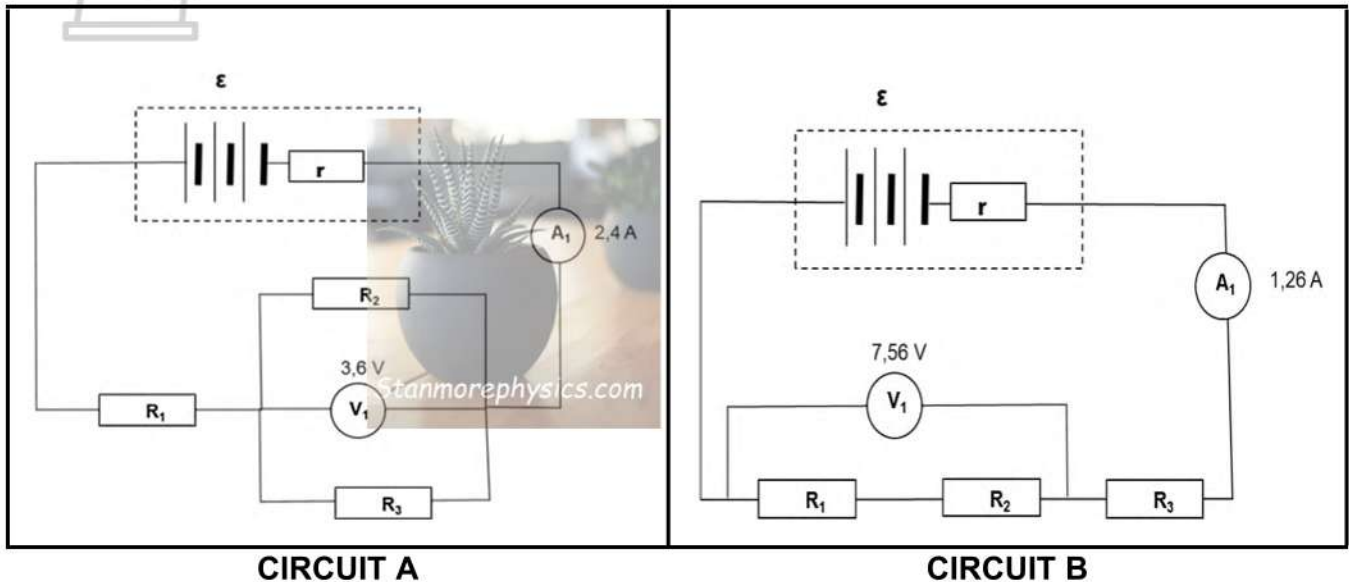 ε
r
A₁ 2,4 A
R₂
3,6 V
Stanmorephysics.com
V₁
R₁
R₃
CIRCUIT A
ε
r
A₁ 1,26 A
7,56 V
V₁
R₁ R₂ R₃
CIRCUIT B